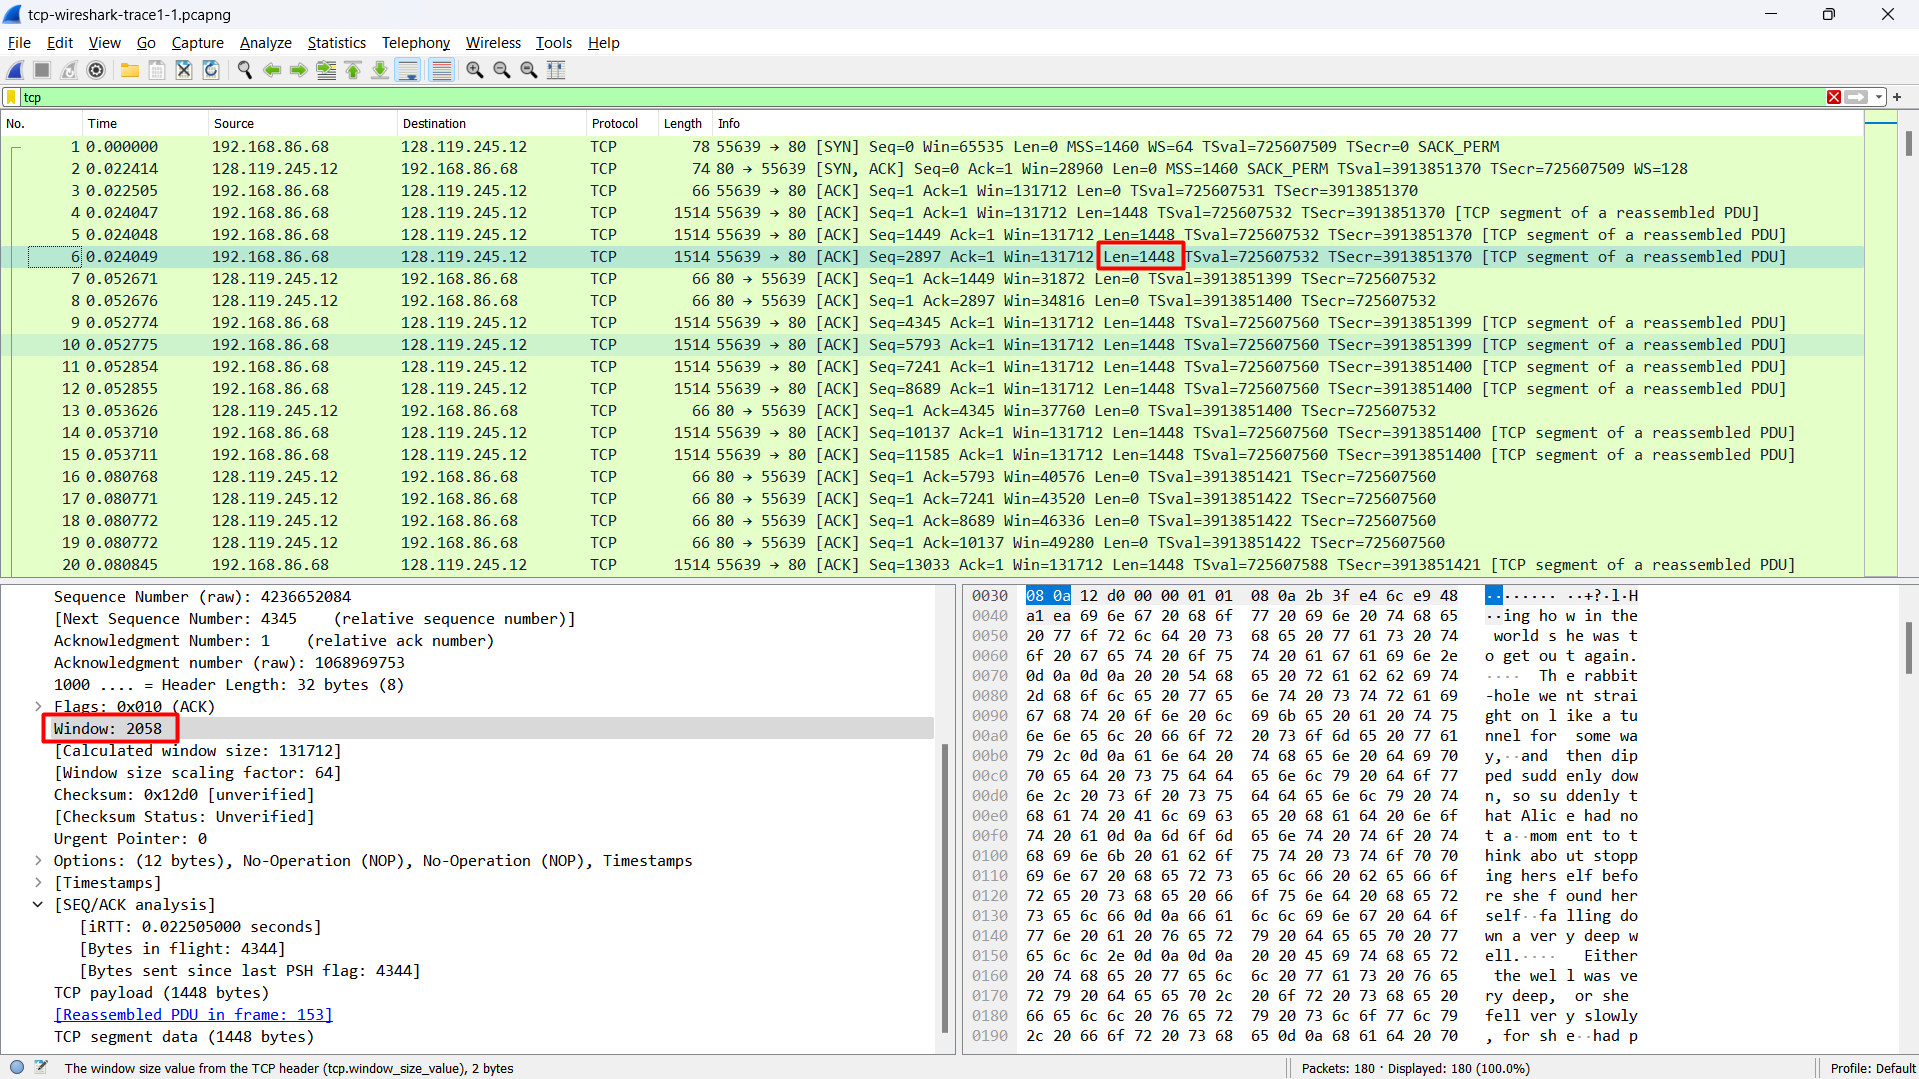 tcp-wireshark-trace1-1.pcapng
File Edit View Go Capture Analyze Statistics Telephony Wireless Tools Help
tcp
No. Time Source Destination Protocol Length Info
1 0.000000 192.168.86.68 128.119.245.12 TCP 78 55639 → 80 [SYN] Seq=0 Win=65535 Len=0 MSS=1460 WS=64 TSval=725607509 TSecr=0 SACK_PERM
2 0.022414 128.119.245.12 192.168.86.68 TCP 74 80 → 55639 [SYN, ACK] Seq=0 Ack=1 Win=28960 Len=0 MSS=1460 SACK_PERM TSval=3913851370 TSecr=725607509 WS=128
3 0.022505 192.168.86.68 128.119.245.12 TCP 66 55639 → 80 [ACK] Seq=1 Ack=1 Win=131712 Len=0 TSval=725607531 TSecr=3913851370
4 0.024047 192.168.86.68 128.119.245.12 TCP 1514 55639 → 80 [ACK] Seq=1 Ack=1 Win=131712 Len=1448 TSval=725607532 TSecr=3913851370 [TCP segment of a reassembled PDU]
5 0.024048 192.168.86.68 128.119.245.12 TCP 1514 55639 → 80 [ACK] Seq=1449 Ack=1 Win=131712 Len=1448 TSval=725607532 TSecr=3913851370 [TCP segment of a reassembled PDU]
6 0.024049 192.168.86.68 128.119.245.12 TCP 1514 55639 → 80 [ACK] Seq=2897 Ack=1 Win=131712 Len=1448 TSval=725607532 TSecr=3913851370 [TCP segment of a reassembled PDU]
7 0.052671 128.119.245.12 192.168.86.68 TCP 66 80 → 55639 [ACK] Seq=1 Ack=1449 Win=31872 Len=0 TSval=3913851399 TSecr=725607532
8 0.052676 128.119.245.12 192.168.86.68 TCP 66 80 → 55639 [ACK] Seq=1 Ack=2897 Win=34816 Len=0 TSval=3913851400 TSecr=725607532
9 0.052774 192.168.86.68 128.119.245.12 TCP 1514 55639 → 80 [ACK] Seq=4345 Ack=1 Win=131712 Len=1448 TSval=725607560 TSecr=3913851399 [TCP segment of a reassembled PDU]
10 0.052775 192.168.86.68 128.119.245.12 TCP 1514 55639 → 80 [ACK] Seq=5793 Ack=1 Win=131712 Len=1448 TSval=725607560 TSecr=3913851399 [TCP segment of a reassembled PDU]
11 0.052854 192.168.86.68 128.119.245.12 TCP 1514 55639 → 80 [ACK] Seq=7241 Ack=1 Win=131712 Len=1448 TSval=725607560 TSecr=3913851400 [TCP segment of a reassembled PDU]
12 0.052855 192.168.86.68 128.119.245.12 TCP 1514 55639 → 80 [ACK] Seq=8689 Ack=1 Win=131712 Len=1448 TSval=725607560 TSecr=3913851400 [TCP segment of a reassembled PDU]
13 0.053626 128.119.245.12 192.168.86.68 TCP 66 80 → 55639 [ACK] Seq=1 Ack=4345 Win=37760 Len=0 TSval=3913851400 TSecr=725607532
14 0.053710 192.168.86.68 128.119.245.12 TCP 1514 55639 → 80 [ACK] Seq=10137 Ack=1 Win=131712 Len=1448 TSval=725607560 TSecr=3913851400 [TCP segment of a reassembled PDU]
15 0.053711 192.168.86.68 128.119.245.12 TCP 1514 55639 → 80 [ACK] Seq=11585 Ack=1 Win=131712 Len=1448 TSval=725607560 TSecr=3913851400 [TCP segment of a reassembled PDU]
16 0.080768 128.119.245.12 192.168.86.68 TCP 66 80 → 55639 [ACK] Seq=1 Ack=5793 Win=40576 Len=0 TSval=3913851421 TSecr=725607560
17 0.080771 128.119.245.12 192.168.86.68 TCP 66 80 → 55639 [ACK] Seq=1 Ack=7241 Win=43520 Len=0 TSval=3913851422 TSecr=725607560
18 0.080772 128.119.245.12 192.168.86.68 TCP 66 80 → 55639 [ACK] Seq=1 Ack=8689 Win=46336 Len=0 TSval=3913851422 TSecr=725607560
19 0.080772 128.119.245.12 192.168.86.68 TCP 66 80 → 55639 [ACK] Seq=1 Ack=10137 Win=49280 Len=0 TSval=3913851422 TSecr=725607560
20 0.080845 192.168.86.68 128.119.245.12 TCP 1514 55639 → 80 [ACK] Seq=13033 Ack=1 Win=131712 Len=1448 TSval=725607588 TSecr=3913851421 [TCP segment of a reassembled PDU]
Sequence Number (raw): 4236652084
[Next Sequence Number: 4345 (relative sequence number)]
Acknowledgment Number: 1 (relative ack number)
Acknowledgment number (raw): 1068969753
1000 .... = Header Length: 32 bytes (8)
Flags: 0x010 (ACK)
Window: 2058
[Calculated window size: 131712]
[Window size scaling factor: 64]
Checksum: 0x12d0 [unverified]
[Checksum Status: Unverified]
Urgent Pointer: 0
Options: (12 bytes), No-Operation (NOP), No-Operation (NOP), Timestamps
[Timestamps]
[SEQ/ACK analysis]
[iRTT: 0.022505000 seconds]
[Bytes in flight: 4344]
[Bytes sent since last PSH flag: 4344]
TCP payload (1448 bytes)
[Reassembled PDU in frame: 153]
TCP segment data (1448 bytes)
0030 08 0a 12 d0 00 00 01 01 08 0a 2b 3f e4 6c e9 48 ········ ··+?·l·H
0040 a1 ea 69 6e 67 20 68 6f 77 20 69 6e 20 74 68 65 ··ing ho w in the
0050 20 77 6f 72 6c 64 20 73 68 65 20 77 61 73 20 74 world s he was t
0060 6f 20 67 65 74 20 6f 75 74 20 61 67 61 69 6e 2e o get ou t again.
0070 0d 0a 0d 0a 20 20 54 68 65 20 72 61 62 62 69 74 ···· Th e rabbit
0080 2d 68 6f 6c 65 20 77 65 6e 74 20 73 74 72 61 69 -hole we nt strai
0090 67 68 74 20 6f 6e 20 6c 69 6b 65 20 61 20 74 75 ght on l ike a tu
00a0 6e 6e 65 6c 20 66 6f 72 20 73 6f 6d 65 20 77 61 nnel for some wa
00b0 79 2c 0d 0a 61 6e 64 20 74 68 65 6e 20 64 69 70 y,··and then dip
00c0 70 65 64 20 73 75 64 64 65 6e 6c 79 20 64 6f 77 ped sudd enly dow
00d0 6e 2c 20 73 6f 20 73 75 64 64 65 6e 6c 79 20 74 n, so su ddenly t
00e0 68 61 74 20 41 6c 69 63 65 20 68 61 64 20 6e 6f hat Alic e had no
00f0 74 20 61 0d 0a 6d 6f 6d 65 6e 74 20 74 6f 20 74 t a··mom ent to t
0100 68 69 6e 6b 20 61 62 6f 75 74 20 73 74 6f 70 70 hink abo ut stopp
0110 69 6e 67 20 68 65 72 73 65 6c 66 20 62 65 66 6f ing hers elf befo
0120 72 65 20 73 68 65 20 66 6f 75 6e 64 20 68 65 72 re she f ound her
0130 73 65 6c 66 0d 0a 66 61 6c 6c 69 6e 67 20 64 6f self··fa lling do
0140 77 6e 20 61 20 76 65 72 79 20 64 65 65 70 20 77 wn a ver y deep w
0150 65 6c 6c 2e 0d 0a 0d 0a 20 20 45 69 74 68 65 72 ell.···· Either
0160 20 74 68 65 20 77 65 6c 6c 20 77 61 73 20 76 65 the wel l was ve
0170 72 79 20 64 65 65 70 2c 20 6f 72 20 73 68 65 20 ry deep, or she
0180 66 65 6c 6c 20 76 65 72 79 20 73 6c 6f 77 6c 79 fell ver y slowly
0190 2c 20 66 6f 72 20 73 68 65 0d 0a 68 61 64 20 70 , for sh e··had p
The window size value from the TCP header (tcp.window_size_value), 2 bytes
Packets: 180 · Displayed: 180 (100.0%)
Profile: Default